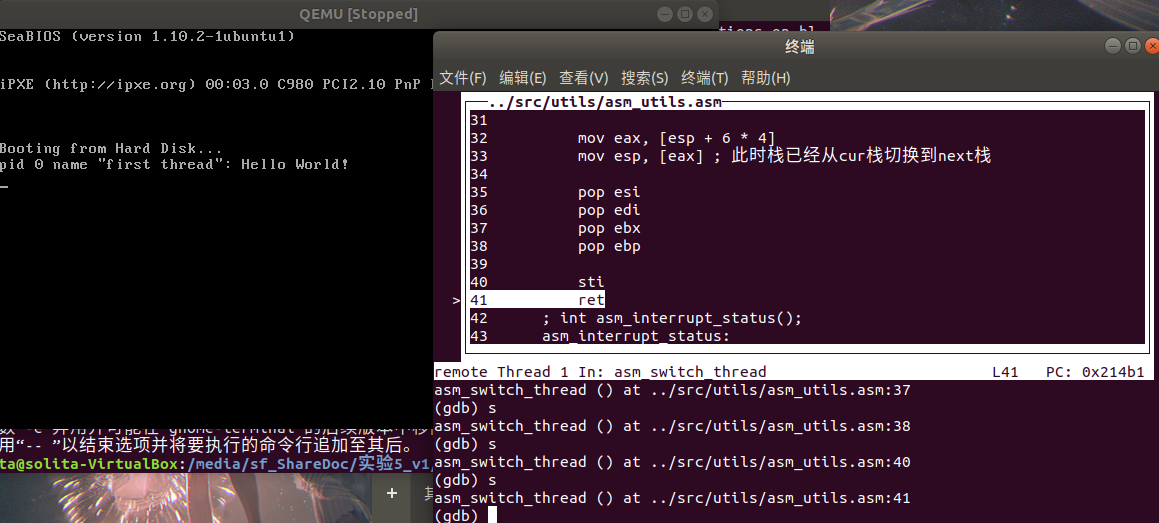 QEMU [Stopped]
SeaBIOS (version 1.10.2-1ubuntu1)
iPXE (http://ipxe.org) 00:03.0 C980 PCI2.10 PnP
Booting from Hard Disk...
pid 0 name "first thread": Hello World!
终端
文件(F) 编辑(E) 查看(V) 搜索(S) 终端(T) 帮助(H)
../src/utils/asm_utils.asm
31
32 mov eax, [esp + 6 * 4]
33 mov esp, [eax] ; 此时栈已经从cur栈切换到next栈
34
35 pop esi
36 pop edi
37 pop ebx
38 pop ebp
39
40 sti
> 41 ret
42 ; int asm_interrupt_status();
43 asm_interrupt_status:
remote Thread 1 In: asm_switch_thread L41 PC: 0x214b1
asm_switch_thread () at ../src/utils/asm_utils.asm:37
(gdb) s
asm_switch_thread () at ../src/utils/asm_utils.asm:38
(gdb) s
asm_switch_thread () at ../src/utils/asm_utils.asm:40
(gdb) s
asm_switch_thread () at ../src/utils/asm_utils.asm:41
(gdb)
用“-- ”以结束选项并将要执行的命令行追加至其后。
ta@solita-VirtualBox:/media/sf_ShareDoc/实验5_v1/